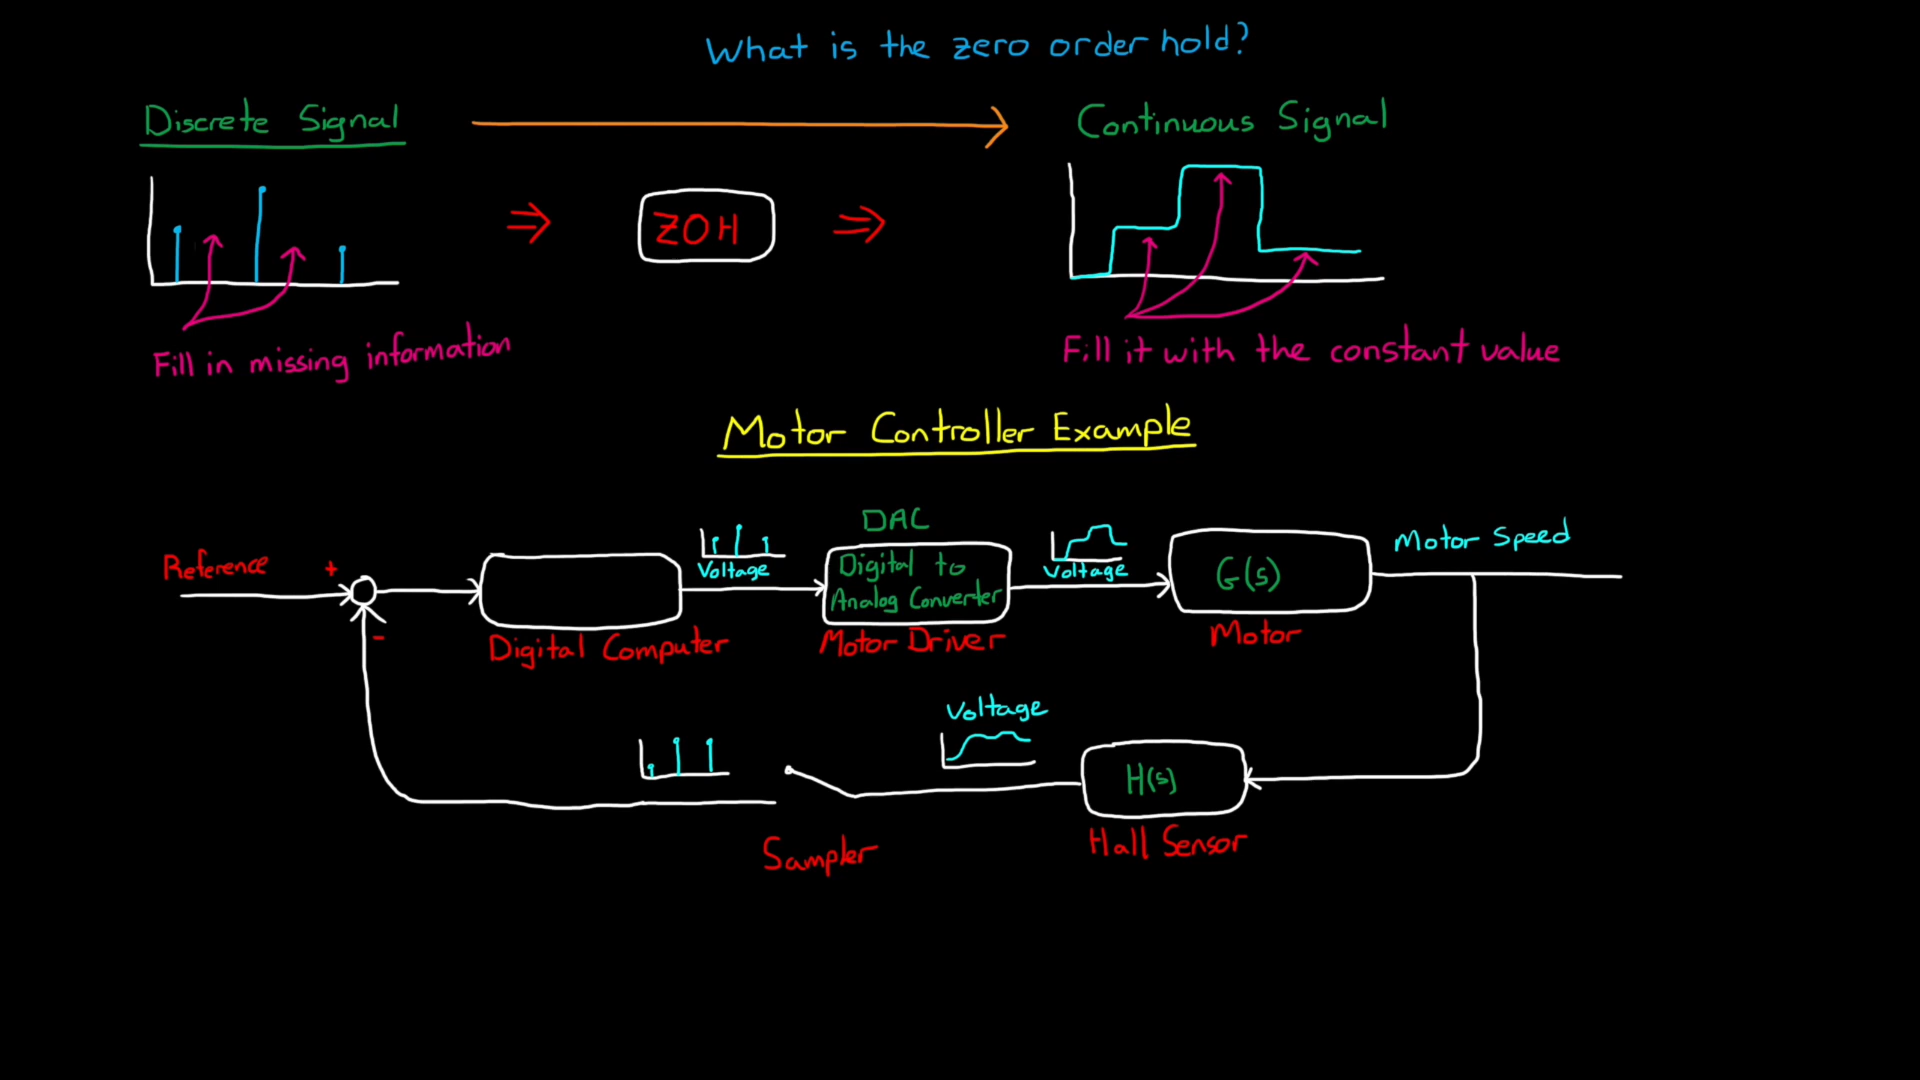 What is the zero order hold?
Discrete Signal
Continuous Signal
ZOH
Fill in missing information
Fill it with the constant value
Motor Controller Example
Reference
+
-
Digital Computer
Voltage
DAC
Digital to
Analog Converter
Motor Driver
Voltage
G(s)
Motor
Motor Speed
Voltage
H(s)
Hall Sensor
Sampler